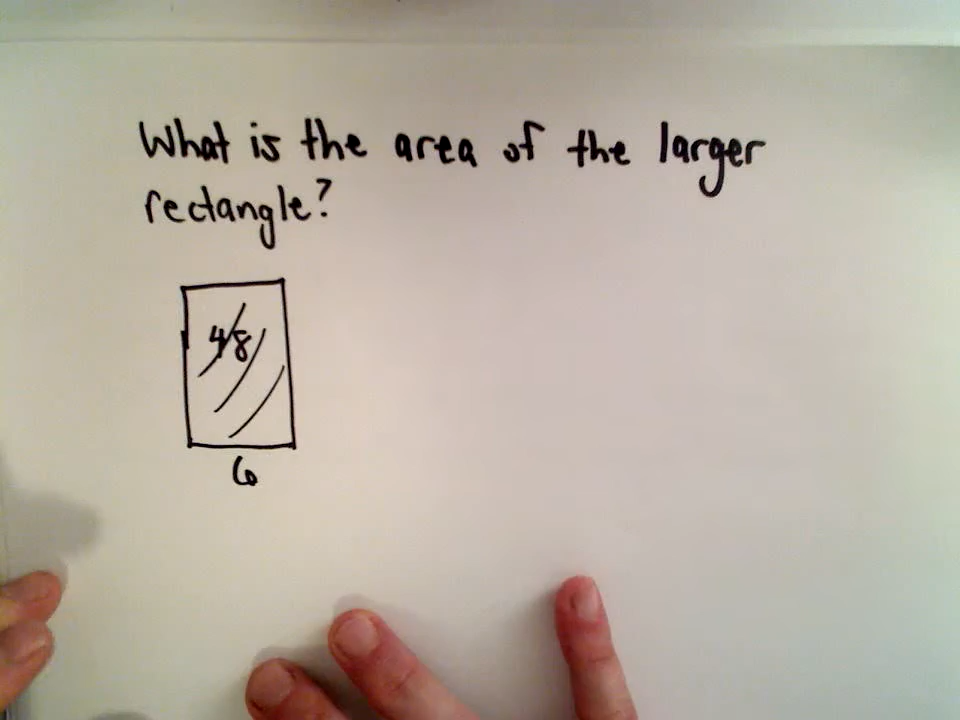 What is the area of the larger
rectangle?
48
6